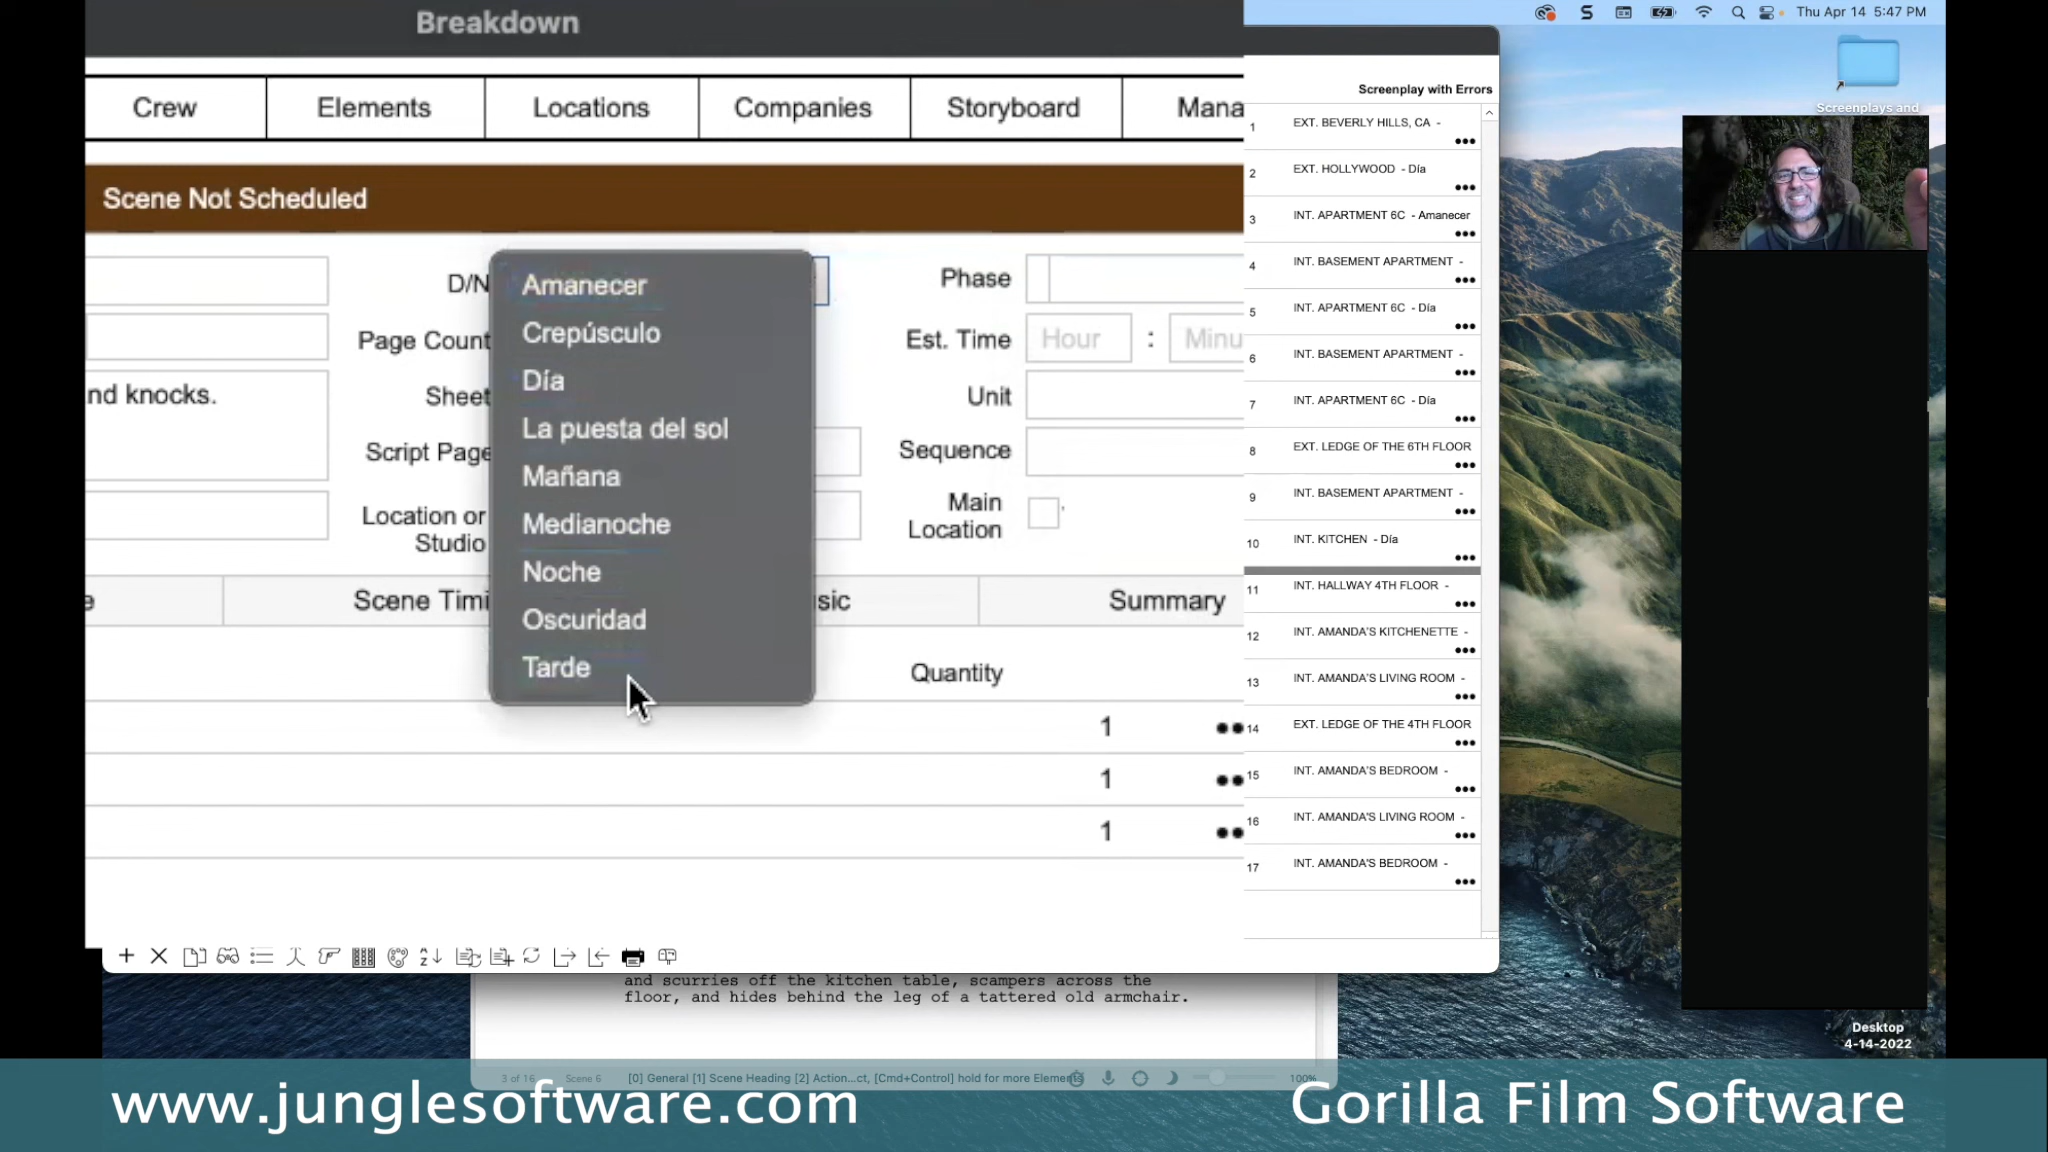 Breakdown
Thu Apr 14 5:47 PM
Crew
Elements
Locations
Companies
Storyboard
Mana
Scene Not Scheduled
D/N
Page Count
Sheet
nd knocks.
Script Page
Location or
Studio
Amanecer
Crepúsculo
Día
La puesta del sol
Mañana
Medianoche
Noche
Oscuridad
Tarde
Phase
Est. Time
Hour
:
Minu
Unit
Sequence
Main
Location
e
Scene Timi
sic
Summary
Quantity
1
1
1
Screenplay with Errors
1 EXT. BEVERLY HILLS, CA -
2 EXT. HOLLYWOOD - Día
3 INT. APARTMENT 6C - Amanecer
4 INT. BASEMENT APARTMENT -
5 INT. APARTMENT 6C - Día
6 INT. BASEMENT APARTMENT -
7 INT. APARTMENT 6C - Día
8 EXT. LEDGE OF THE 6TH FLOOR
9 INT. BASEMENT APARTMENT -
10 INT. KITCHEN - Día
11 INT. HALLWAY 4TH FLOOR -
12 INT. AMANDA'S KITCHENETTE -
13 INT. AMANDA'S LIVING ROOM -
14 EXT. LEDGE OF THE 4TH FLOOR
15 INT. AMANDA'S BEDROOM -
16 INT. AMANDA'S LIVING ROOM -
17 INT. AMANDA'S BEDROOM -
Screenplays and
Desktop
4-14-2022
and scurries off the kitchen table, scampers across the
floor, and hides behind the leg of a tattered old armchair.
3 of 16 Scene 6 [0] General [1] Scene Heading [2] Action...ct, [Cmd+Control] hold for more Elements 100%
www.junglesoftware.com
Gorilla Film Software